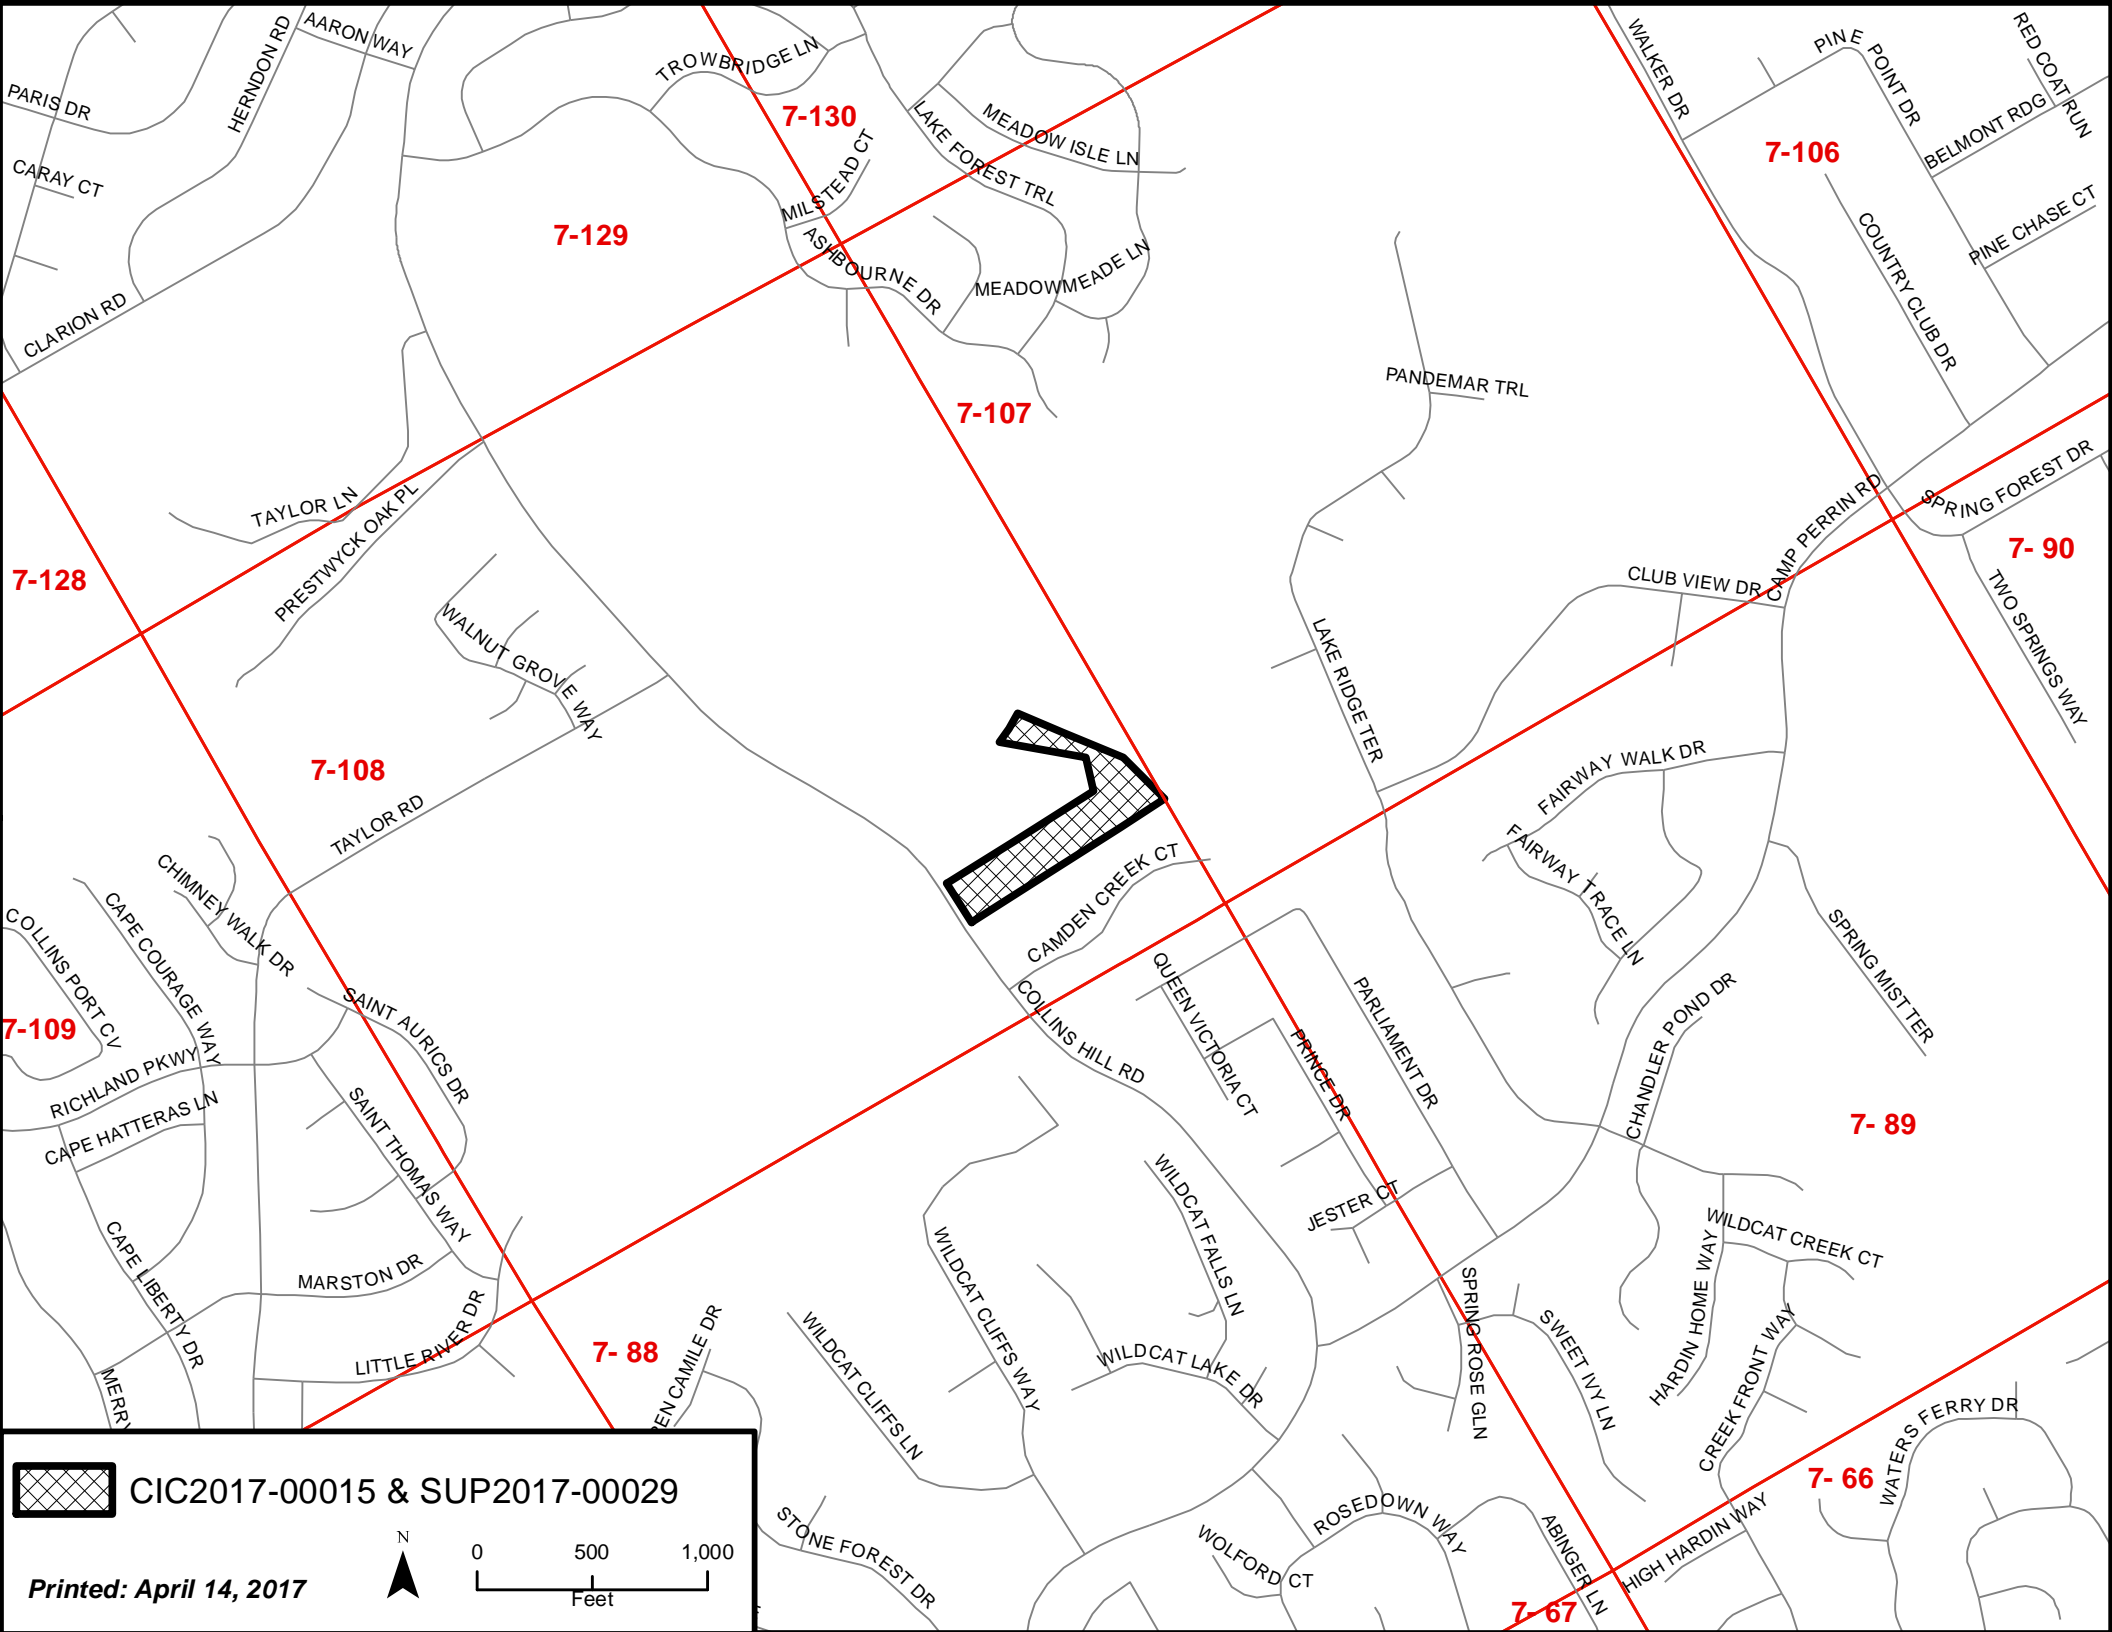 HERNDON RD
AARON WAY
TROWBRIDGE LN
WALKER DR
PINE POINT DR
RED COAT RUN
PARIS DR
7-130
LAKE FOREST TRL
MEADOW ISLE LN
7-106
BELMONT RDG
CARAY CT
MILSTEAD CT
7-129
ASHBOURNE DR
MEADOWMEADE LN
COUNTRY CLUB DR
PINE CHASE CT
CLARION RD
PANDEMAR TRL
7-107
TAYLOR LN
PRESTWYCK OAK PL
CAMP PERRIN RD
SPRING FOREST DR
7- 90
7-128
CLUB VIEW DR
TWO SPRINGS WAY
WALNUT GROVE WAY
LAKE RIDGE TER
7-108
TAYLOR RD
FAIRWAY WALK DR
FAIRWAY TRACE LN
CHIMNEY WALK DR
CAPE COURAGE WAY
COLLINS PORT CV
CAMDEN CREEK CT
SPRING MIST TER
7-109
SAINT AURICS DR
COLLINS HILL RD
QUEEN VICTORIA CT
PRINCE DR
PARLIAMENT DR
CHANDLER POND DR
RICHLAND PKWY
CAPE HATTERAS LN
SAINT THOMAS WAY
7- 89
CAPE LIBERTY DR
MARSTON DR
LITTLE RIVER DR
WILDCAT FALLS LN
JESTER CT
WILDCAT CREEK CT
HARDIN HOME WAY
WILDCAT CLIFFS WAY
WILDCAT CLIFFS LN
WILDCAT LAKE DR
SPRING ROSE GLN
SWEET IVY LN
CREEK FRONT WAY
7- 88
EN CAMILE DR
MERRY
WATERS FERRY DR
7- 66
STONE FOREST DR
WOLFORD CT
ROSEDOWN WAY
ABINGER LN
HIGH HARDIN WAY
7- 67
CIC2017-00015 & SUP2017-00029
N
0 500 1,000
Feet
Printed: April 14, 2017